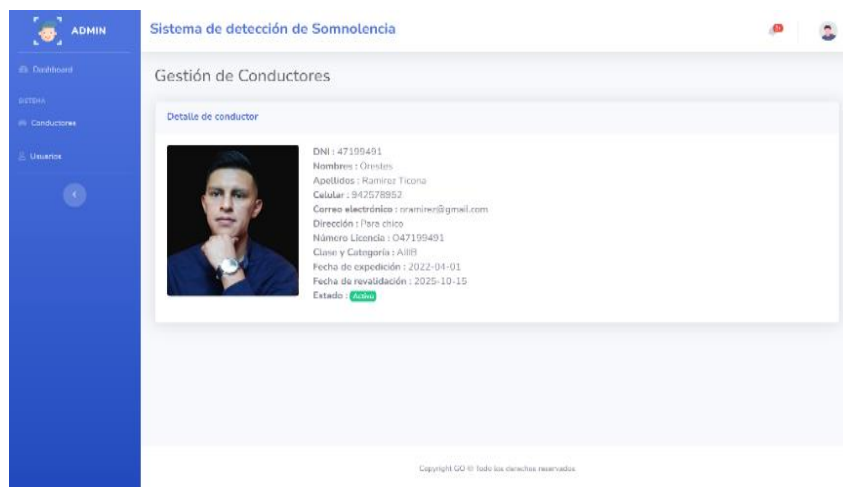 ADMIN
Sistema de detección de Somnolencia
Dashboard
SISTEMA
Conductores
Usuarios
Gestión de Conductores
Detalle de conductor
DNI : 47199491
Nombres : Orestes
Apellidos : Ramirez Ticona
Celular : 942578952
Correo electrónico : oramirez@gmail.com
Dirección : Para chico
Número Licencia : O47199491
Clase y Categoría :
Fecha de expedición : 2022-04-01
Fecha de revalidación : 2025-10-15
Estado : Activo
Copyright GO © Todo los derechos reservados